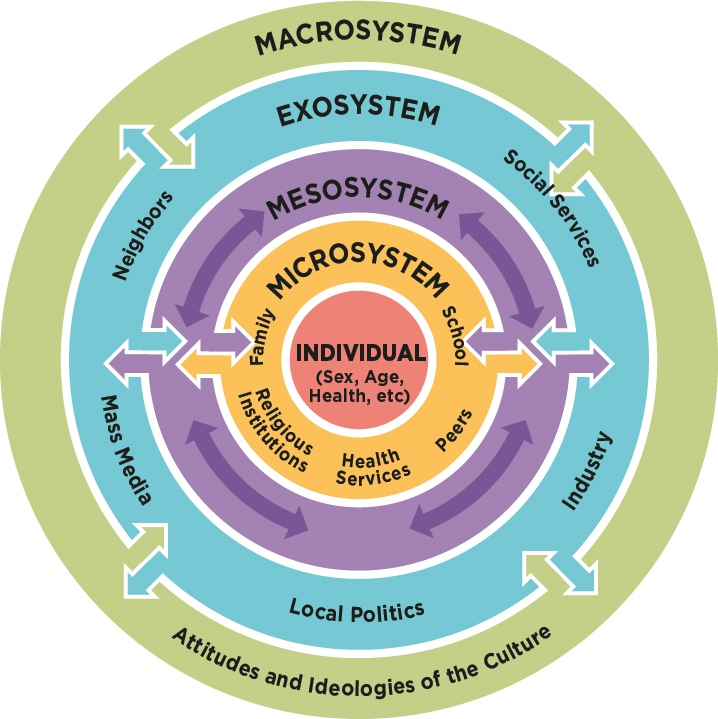 MACROSYSTEM
EXOSYSTEM
MESOSYSTEM
MICROSYSTEM
INDIVIDUAL
(Sex, Age,
Health, etc)
Family
School
Religious
Institutions
Health
Services
Peers
Neighbors
Social Services
Mass Media
Industry
Local Politics
Attitudes and Ideologies of the Culture